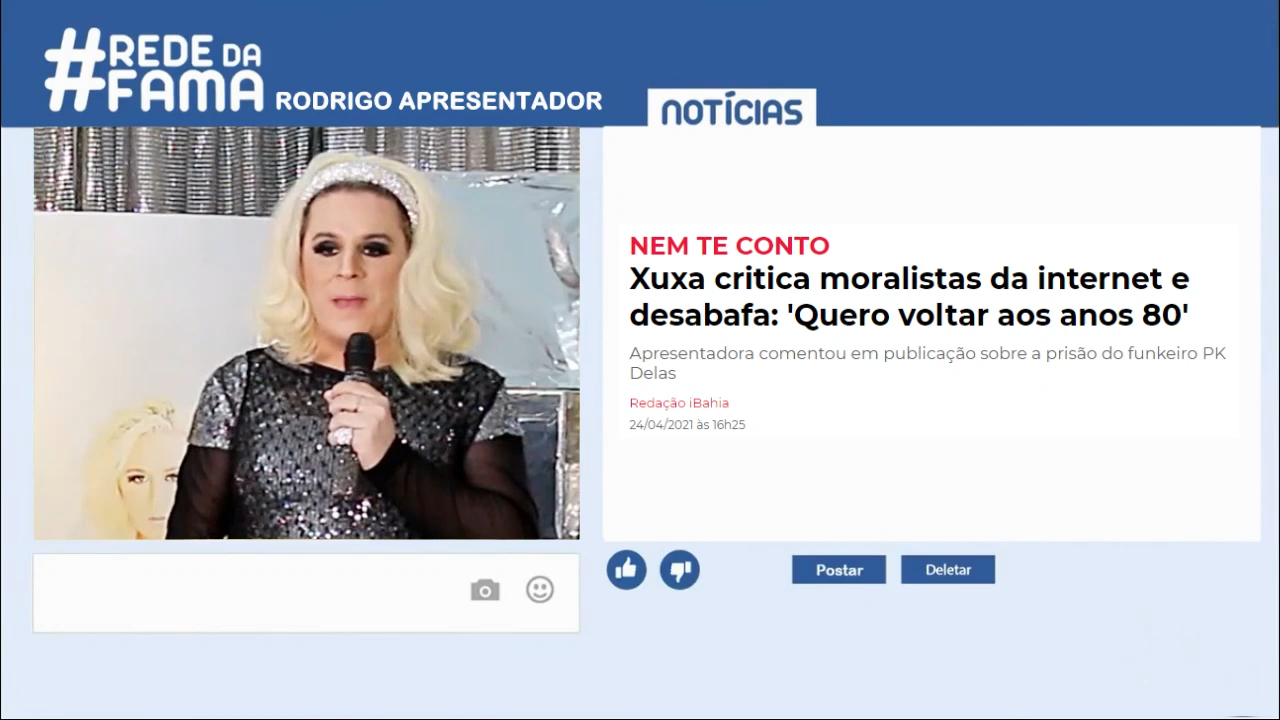 #REDE DA
FAMA
RODRIGO APRESENTADOR
NOTÍCIAS
NEM TE CONTO
Xuxa critica moralistas da internet e
desabafa: 'Quero voltar aos anos 80'
Apresentadora comentou em publicação sobre a prisão do funkeiro PK
Delas
Redação iBahia
24/04/2021 às 16h25
Postar
Deletar